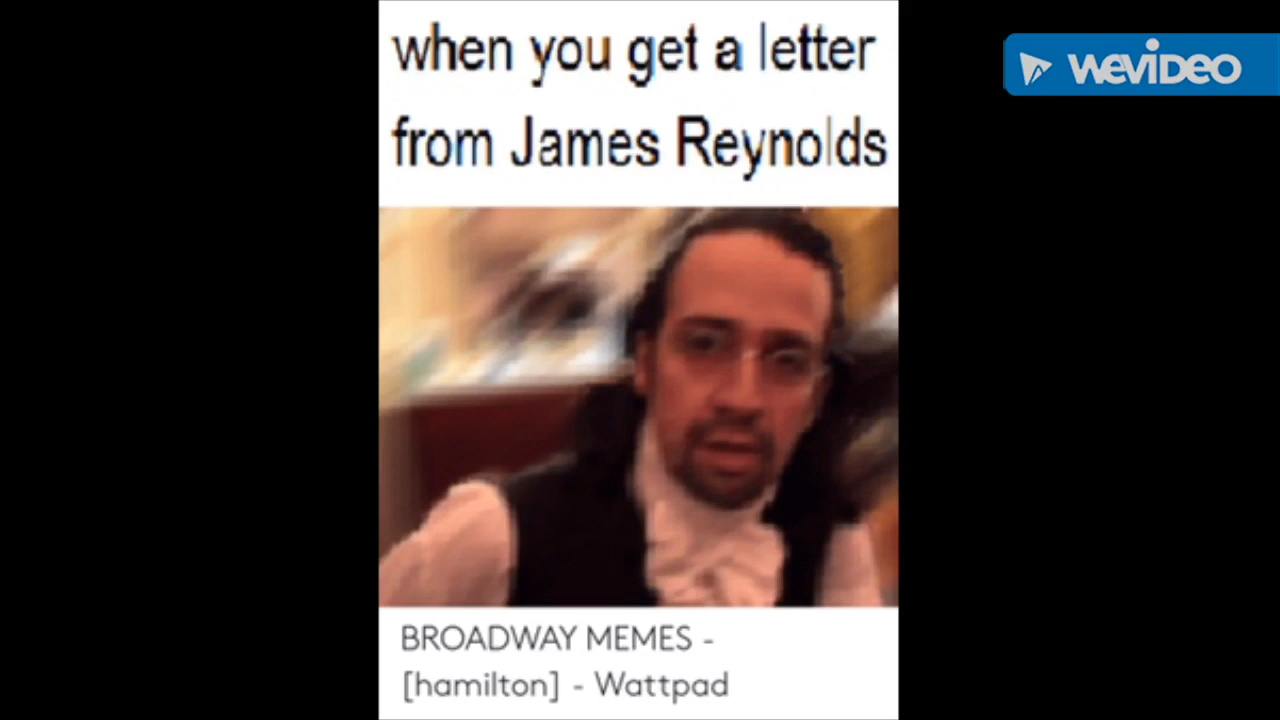 when you get a letter
from James Reynolds
WEVIDEO
BROADWAY MEMES -
[hamilton] - Wattpad